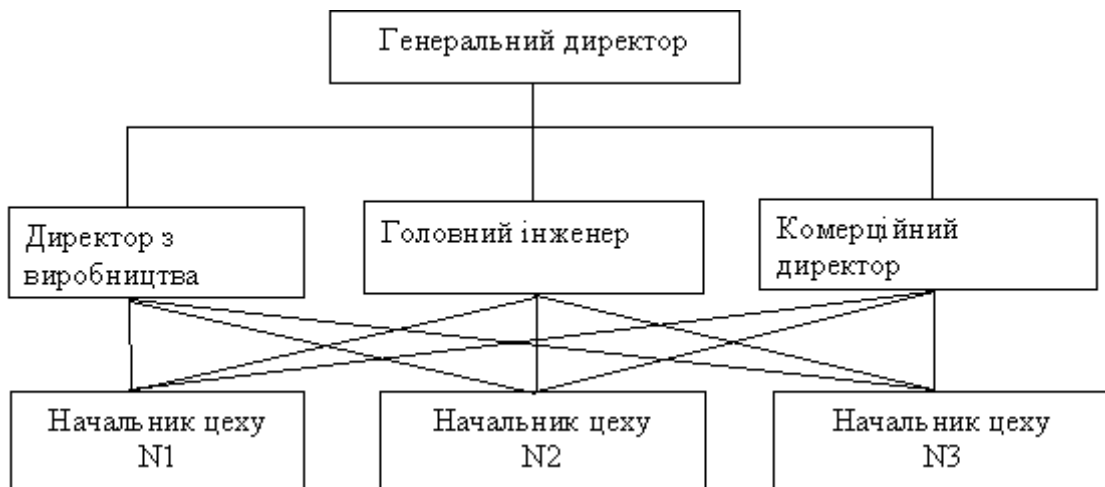 Генеральний директор
Директор з
виробництва
Головний інженер
Комерційний
директор
Начальник цеху
N1
Начальник цеху
N2
Начальник цеху
N3